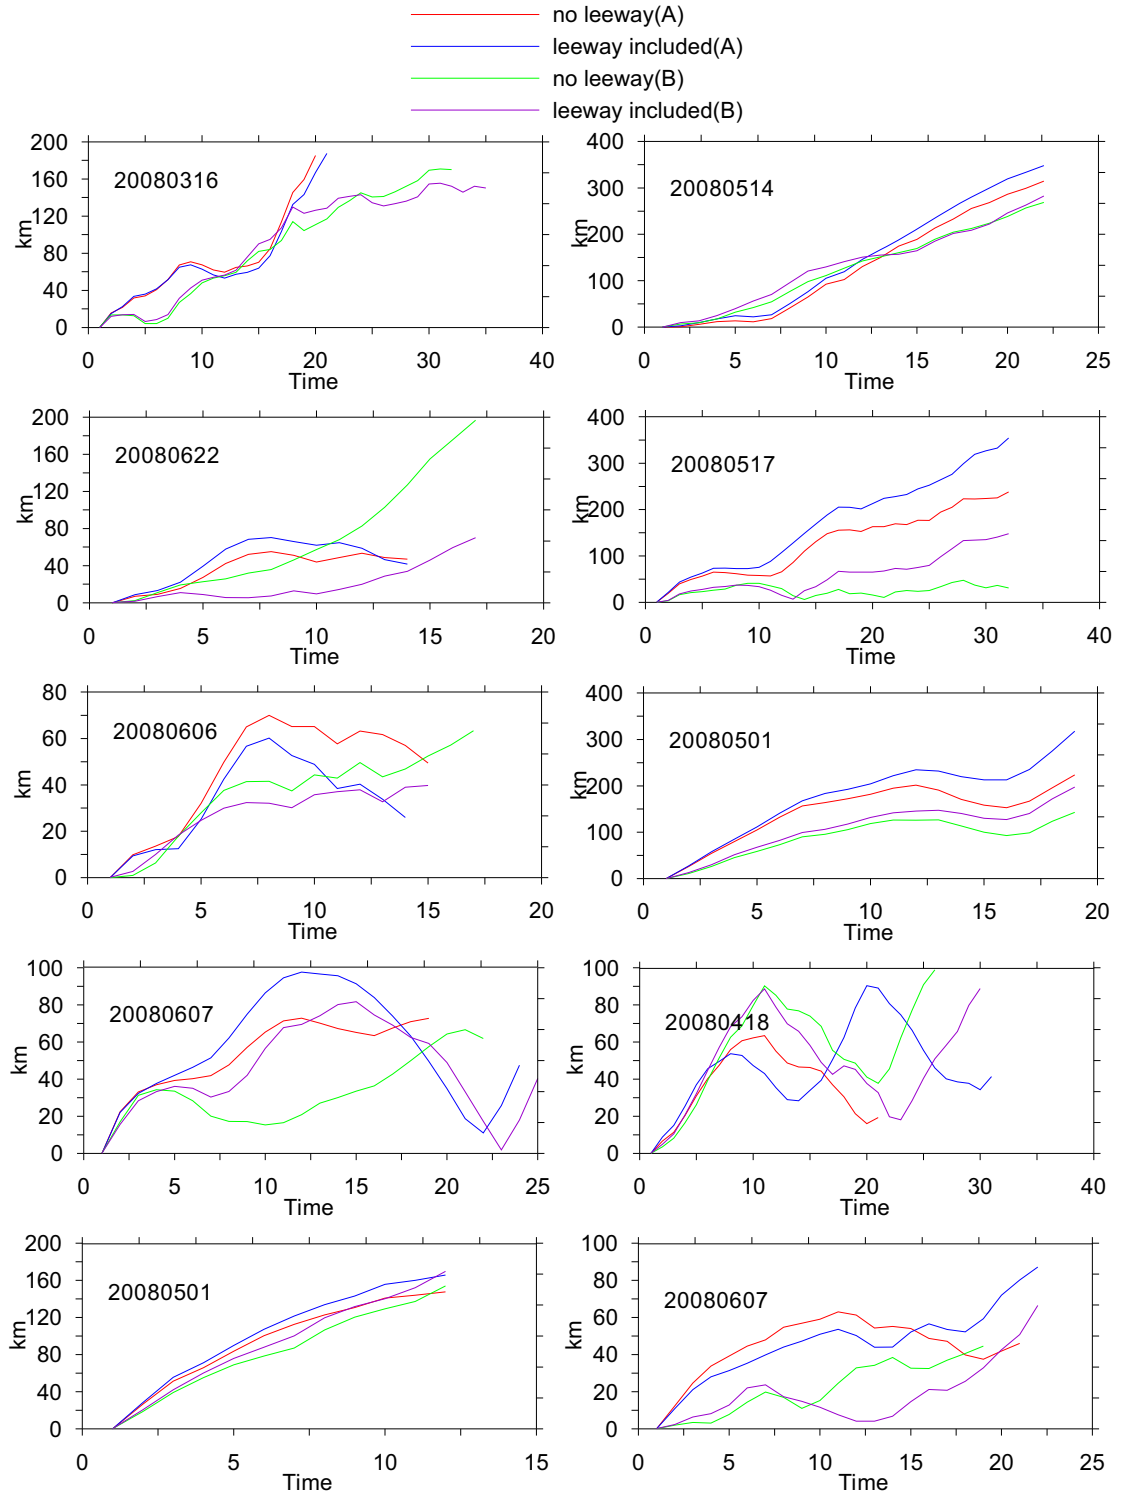 no leeway(A)
leeway included(A)
no leeway(B)
leeway included(B)
200
160
120
80
40
0
km
20080316
0 10 20 30 40
Time
400
300
200
100
0
km
20080514
0 5 10 15 20 25
Time
200
160
120
80
40
0
km
20080622
0 5 10 15 20
Time
400
300
200
100
0
km
20080517
0 10 20 30 40
Time
80
60
40
20
0
km
20080606
0 5 10 15 20
Time
400
300
200
100
0
km
20080501
0 5 10 15 20
Time
100
80
60
40
20
0
km
20080607
0 5 10 15 20 25
Time
100
80
60
40
20
0
km
20080418
0 10 20 30 40
Time
200
160
120
80
40
0
km
20080501
0 5 10 15
Time
100
80
60
40
20
0
km
20080607
0 5 10 15 20 25
Time